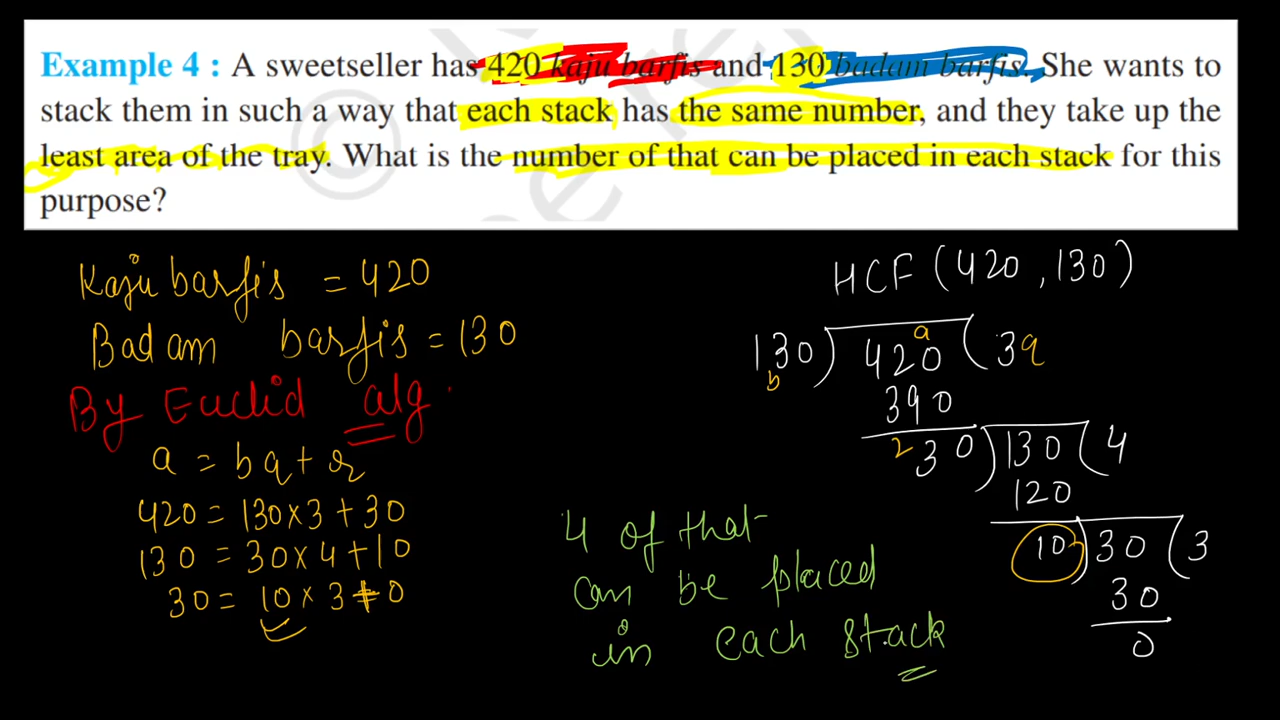 Example 4 : A sweetseller has 420 kaju barfis and 130 badam barfis. She wants to
stack them in such a way that each stack has the same number, and they take up the
least area of the tray. What is the number of that can be placed in each stack for this
purpose?
Kaju barfis = 420
Badam barfis = 130
By Euclid alg
a = bq + r
420 = 130 × 3 + 30
130 = 30 × 4 + 10
30 = 10 × 3 + 0
4 of that
can be placed
in each stack
HCF (420, 130)
130) 420 ( 3 q
a
b
390
r 30) 130 ( 4
120
10) 30 ( 3
30
0